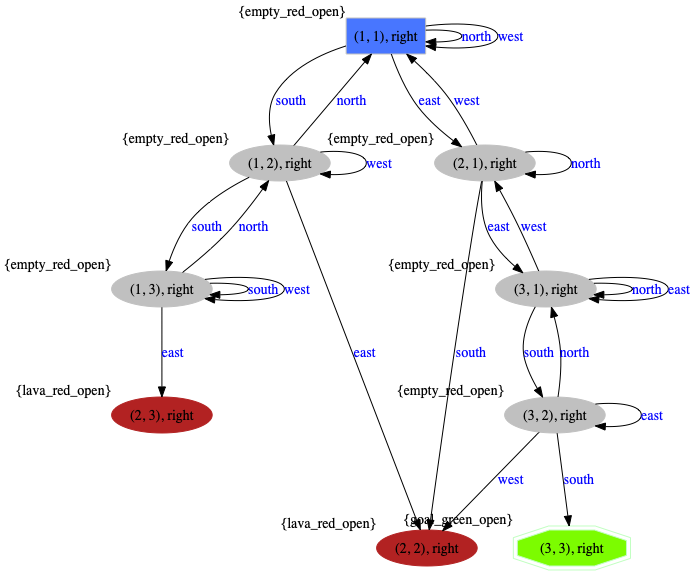 {empty_red_open}
(1, 1), right
north
west
south
north
east
west
{empty_red_open}
{empty_red_open}
(1, 2), right
west
(2, 1), right
north
south
north
east
west
{empty_red_open}
{empty_red_open}
(1, 3), right
south
west
(3, 1), right
north
east
east
east
south
south
north
{lava_red_open}
{empty_red_open}
(2, 3), right
(3, 2), right
east
west
south
{lava_red_open}
{goal_green_open}
(2, 2), right
(3, 3), right